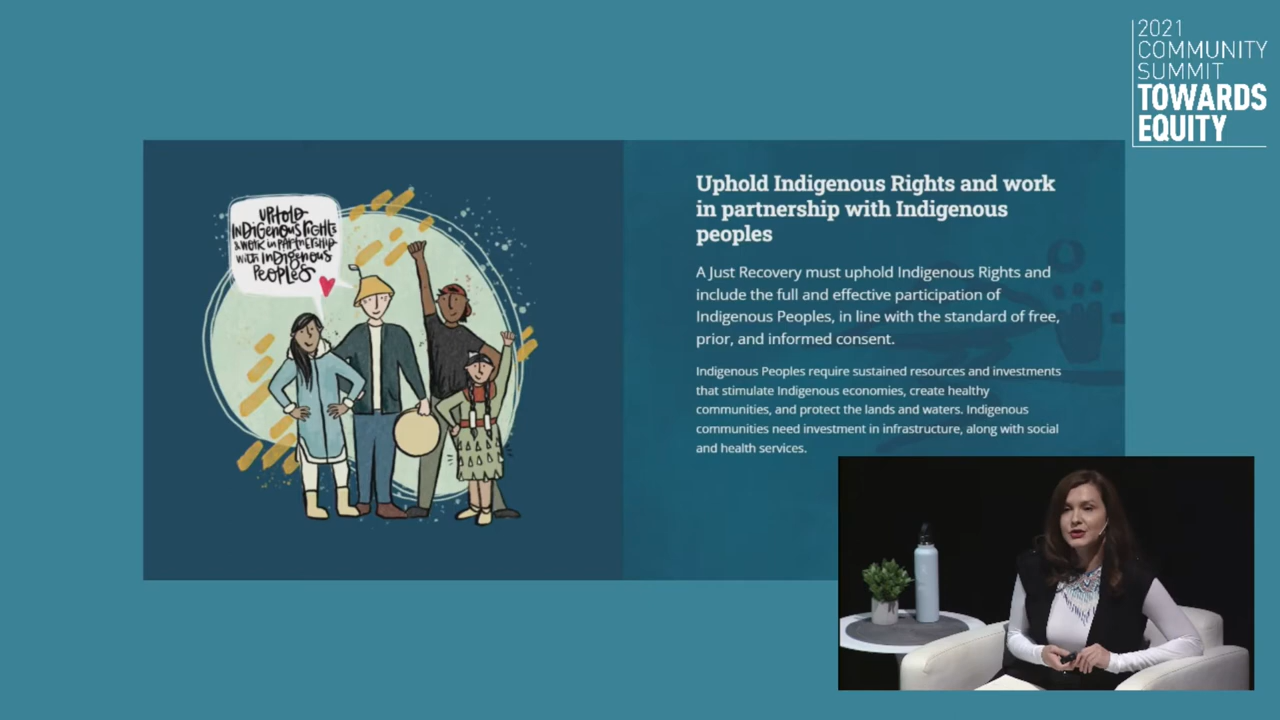 2021
COMMUNITY
SUMMIT
TOWARDS
EQUITY
UPHOLD
INDIGENOUS RIGHTS
& WORK IN PARTNERSHIP
WITH INDIGENOUS
PEOPLES
Uphold Indigenous Rights and work
in partnership with Indigenous
peoples
A Just Recovery must uphold Indigenous Rights and
include the full and effective participation of
Indigenous Peoples, in line with the standard of free,
prior, and informed consent.
Indigenous Peoples require sustained resources and investments
that stimulate Indigenous economies, create healthy
communities, and protect the lands and waters. Indigenous
communities need investment in infrastructure, along with social
and health services.